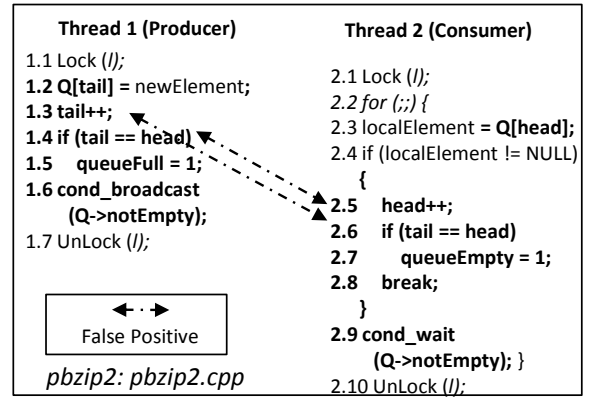 Thread 1 (Producer)
1.1 Lock (l);
1.2 Q[tail] = newElement;
1.3 tail++;
1.4 if (tail == head)
1.5 queueFull = 1;
1.6 cond_broadcast
(Q->notEmpty);
1.7 UnLock (l);
False Positive
pbzip2: pbzip2.cpp
Thread 2 (Consumer)
2.1 Lock (l);
2.2 for (;;) {
2.3 localElement = Q[head];
2.4 if (localElement != NULL)
{
2.5 head++;
2.6 if (tail == head)
2.7 queueEmpty = 1;
2.8 break;
}
2.9 cond_wait
(Q->notEmpty); }
2.10 UnLock (l);